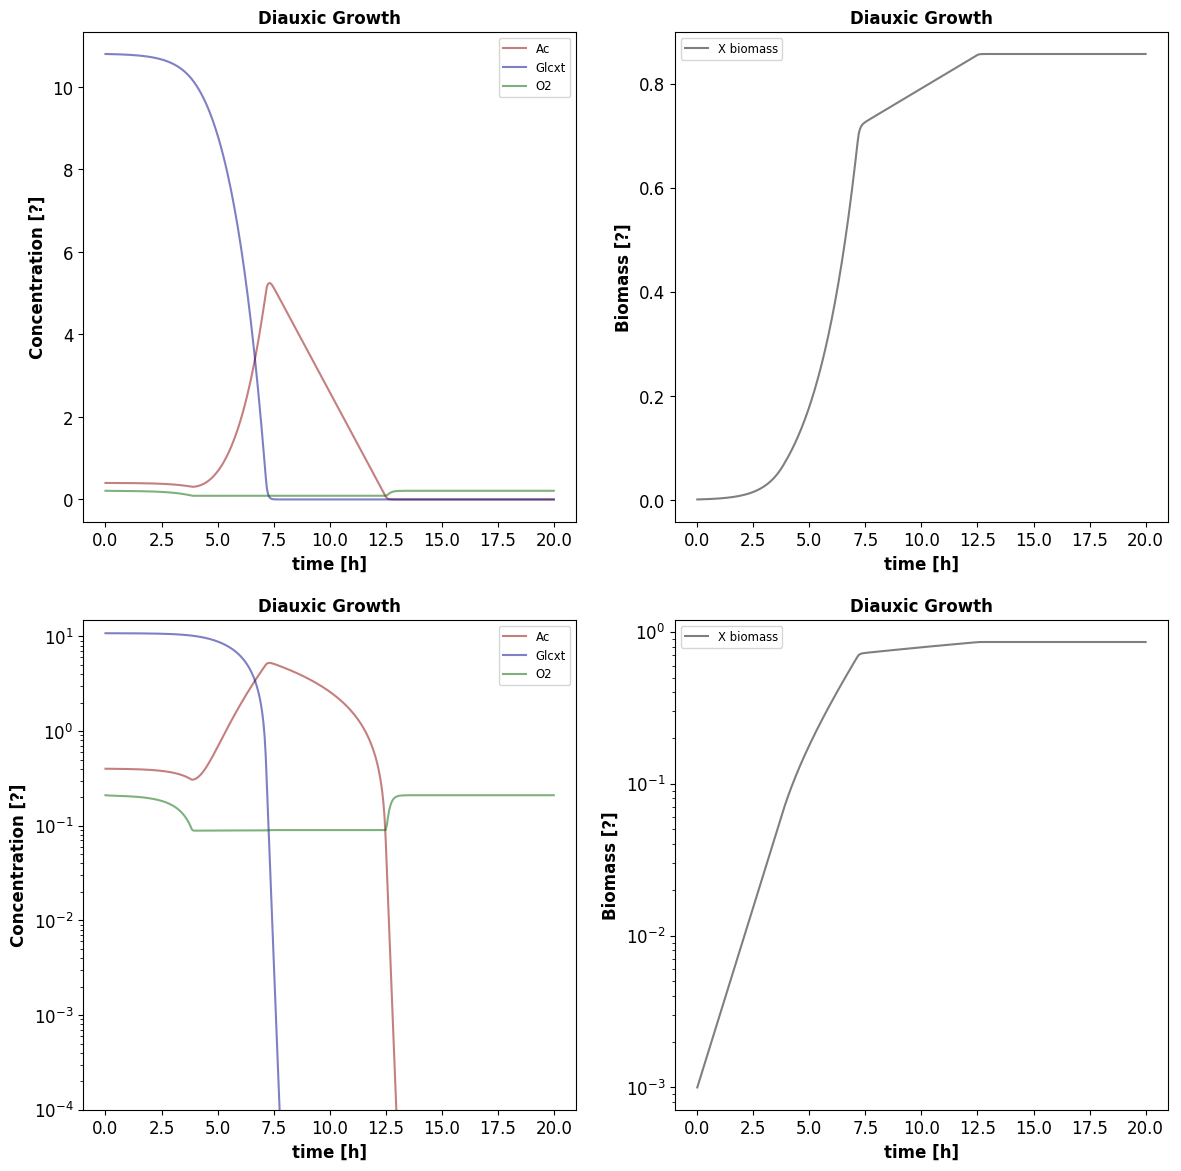 Diauxic Growth
Ac
Glcxt
O2
10
8
6
4
2
0
Concentration [?]
0.0 2.5 5.0 7.5 10.0 12.5 15.0 17.5 20.0
time [h]
Diauxic Growth
X biomass
0.8
0.6
0.4
0.2
0.0
Biomass [?]
0.0 2.5 5.0 7.5 10.0 12.5 15.0 17.5 20.0
time [h]
Diauxic Growth
Ac
Glcxt
O2
10¹
10⁰
10⁻¹
10⁻²
10⁻³
10⁻⁴
Concentration [?]
0.0 2.5 5.0 7.5 10.0 12.5 15.0 17.5 20.0
time [h]
Diauxic Growth
X biomass
10⁰
10⁻¹
10⁻²
10⁻³
Biomass [?]
0.0 2.5 5.0 7.5 10.0 12.5 15.0 17.5 20.0
time [h]